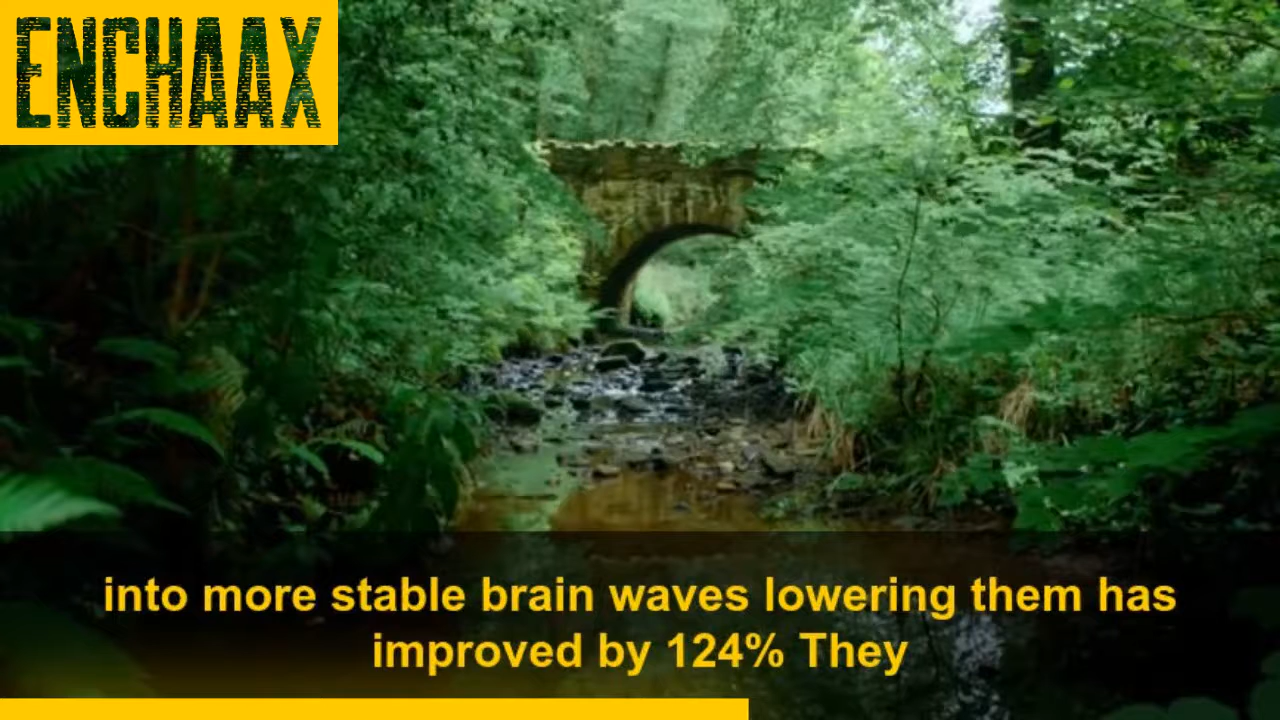 ENCHAAX
into more stable brain waves lowering them has
improved by 124% They